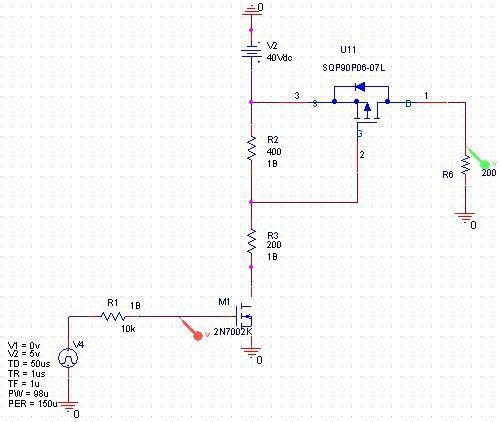 0
V2
40Vdc
U11
SQP90P06-07L
3
S
D
1
G
2
R2
400
1B
R6
200
v
0
R3
200
1B
M1
2N7002K
R1
1B
10k
v
0
V4
V1 = 0v
V2 = 5v
TD = 50us
TR = 1us
TF = 1u
PW = 98u
PER = 150u
0